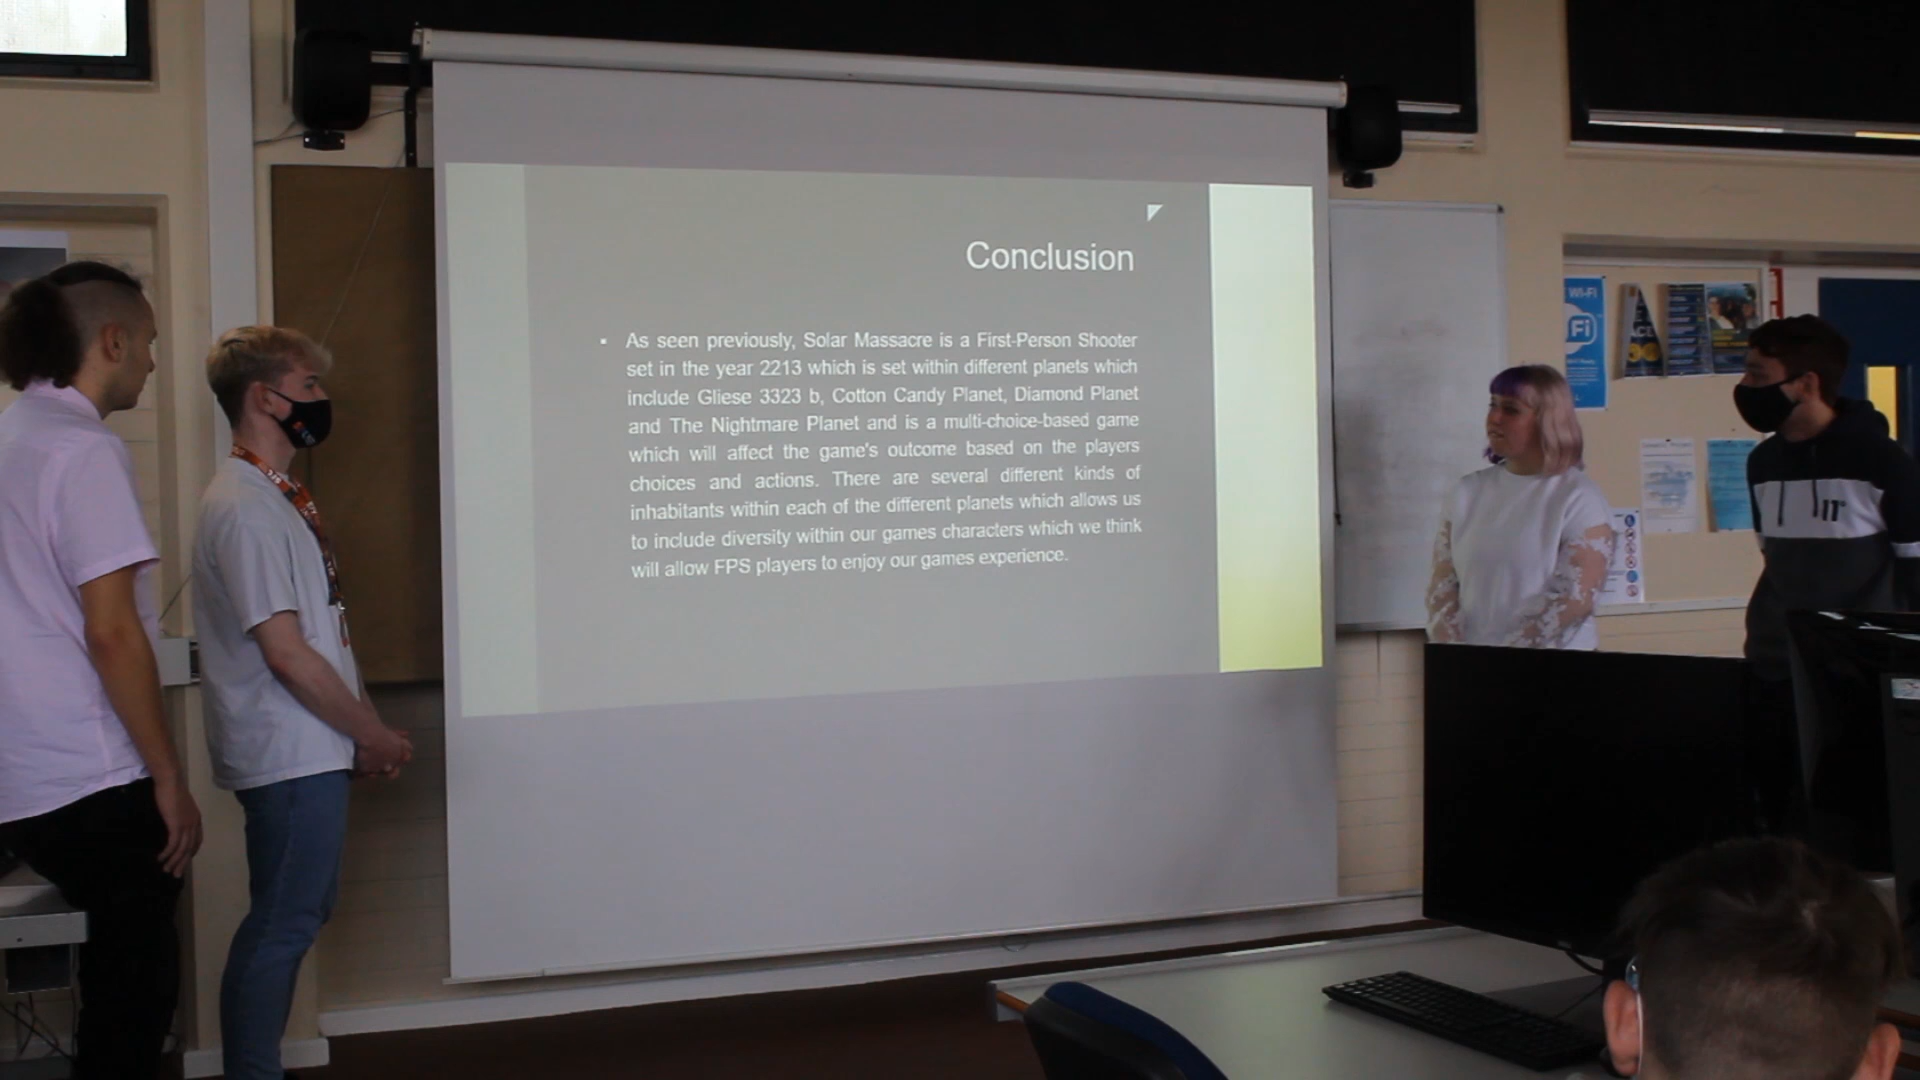 Conclusion
▪ As seen previously, Solar Massacre is a First-Person Shooter
set in the year 2213 which is set within different planets which
include Gliese 3323 b, Cotton Candy Planet, Diamond Planet
and The Nightmare Planet and is a multi-choice-based game
which will affect the game's outcome based on the players
choices and actions. There are several different kinds of
inhabitants within each of the different planets which allows us
to include diversity within our games characters which we think
will allow FPS players to enjoy our games experience.
WI-FI
Fi